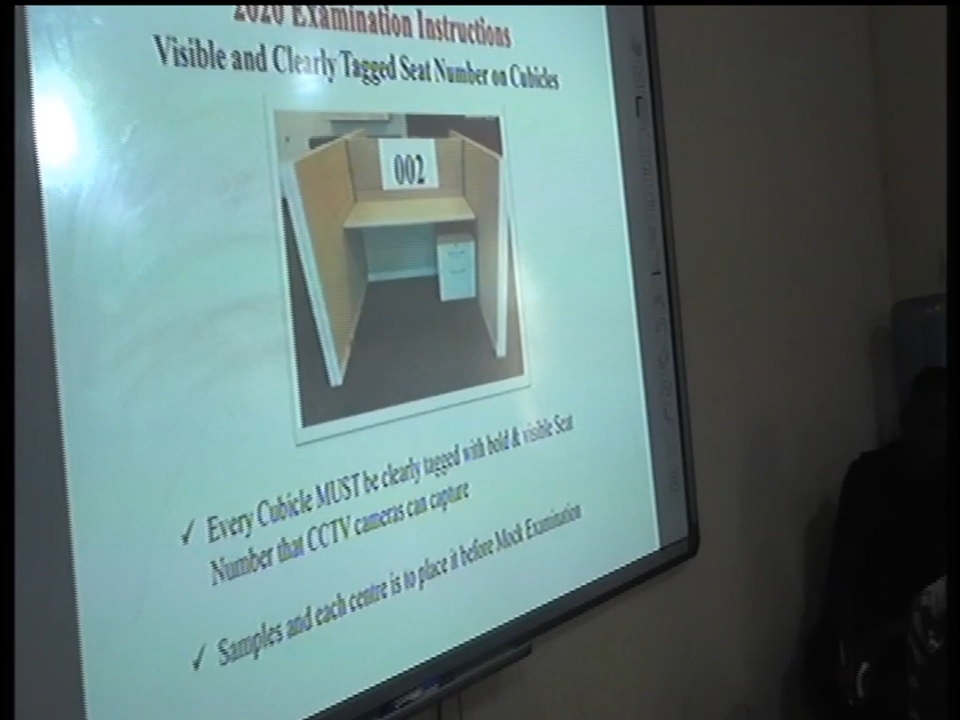 2020 Examination Instructions
Visible and Clearly Tagged Seat Number on Cubicles
002
✓ Every Cubicle MUST be clearly tagged with bold & visible Seat
Number that CCTV cameras can capture
✓ Samples and each centre is to place it before Mock Examination